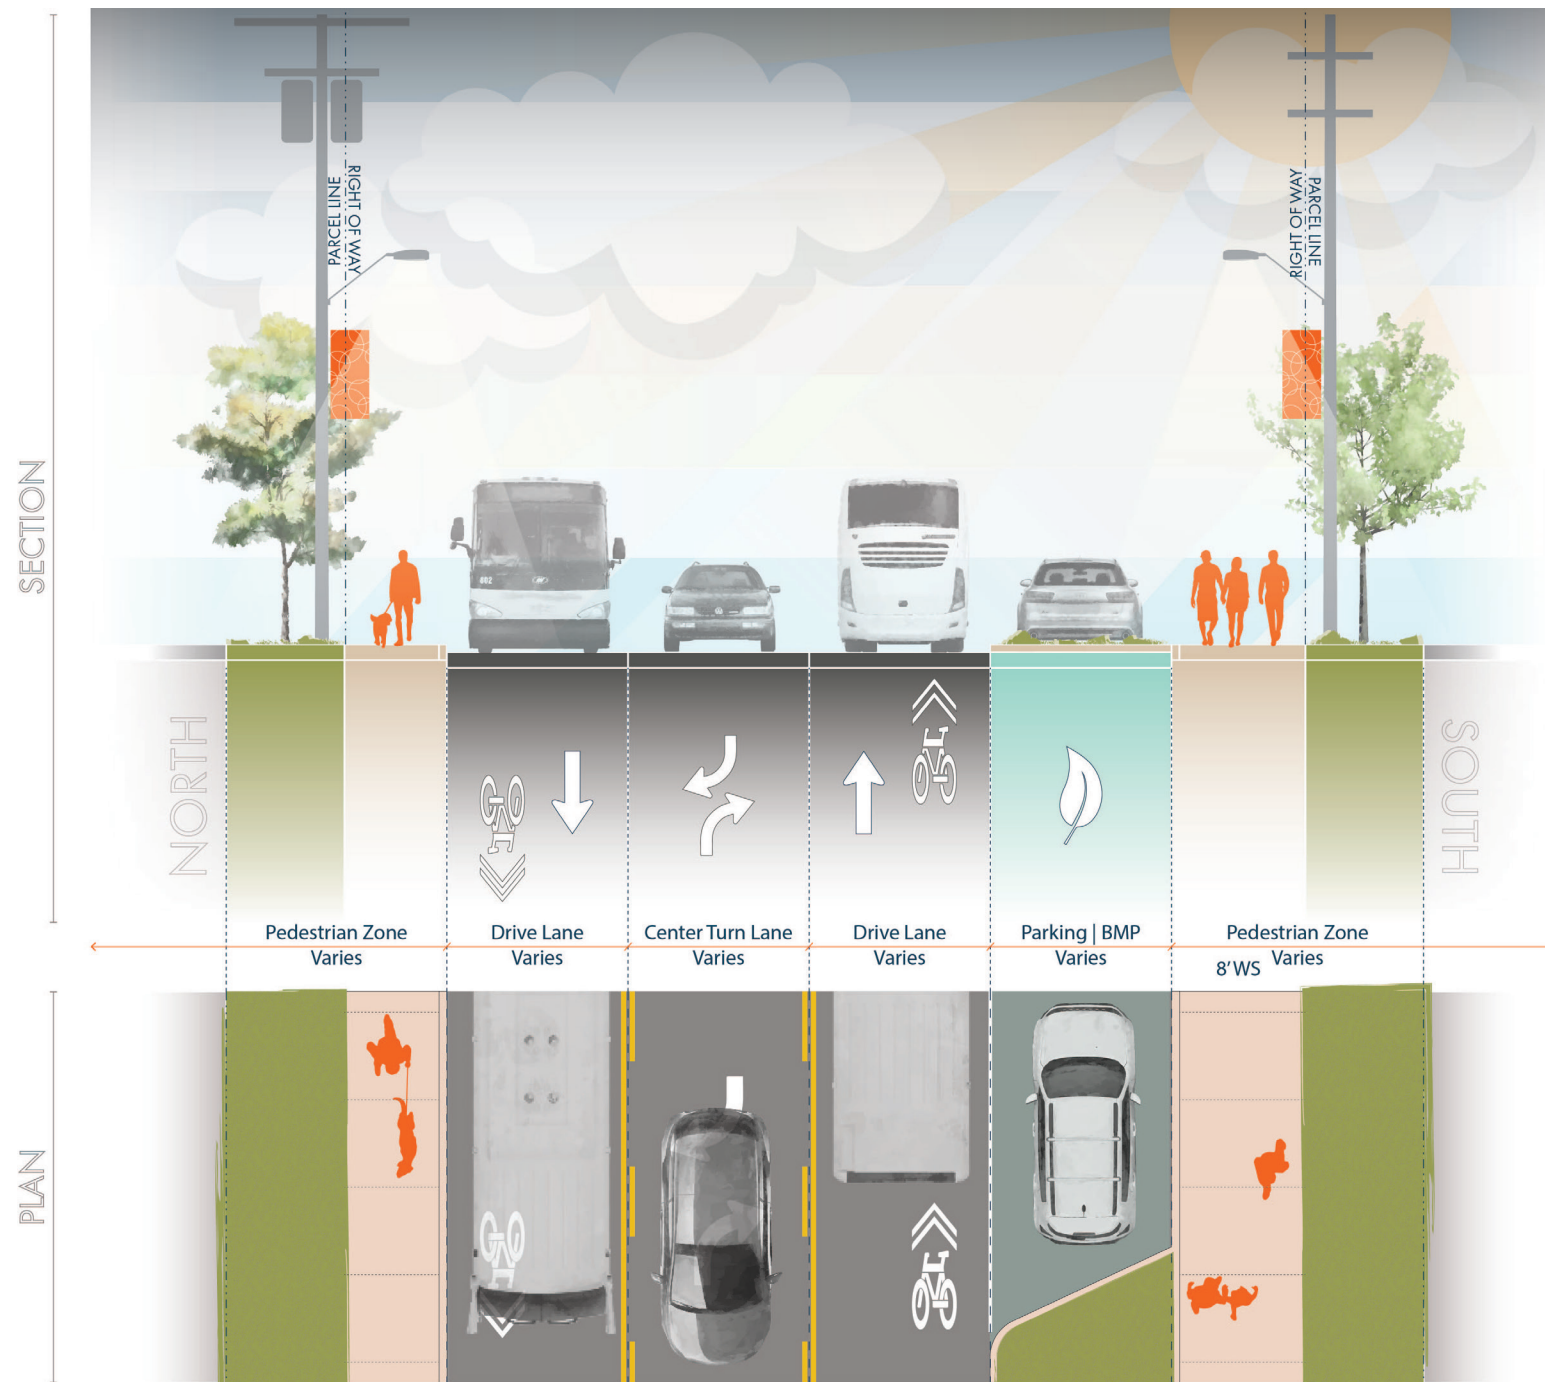 SECTION
PARCEL LINE
RIGHT OF WAY
RIGHT OF WAY
PARCEL LINE
802
NORTH
SOUTH
Pedestrian Zone
Varies
Drive Lane
Varies
Center Turn Lane
Varies
Drive Lane
Varies
Parking | BMP
Varies
Pedestrian Zone
Varies
8' WS
PLAN